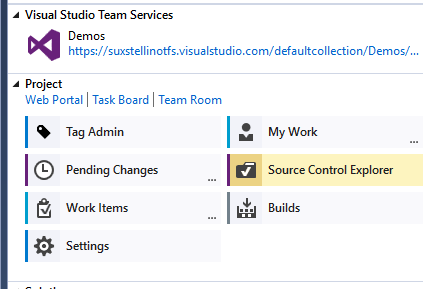 Visual Studio Team Services
Demos
https://suxstellinotfs.visualstudio.com/defaultcollection/Demos/...
Project
Web Portal | Task Board | Team Room
Tag Admin
My Work
...
Pending Changes
...
Source Control Explorer
Work Items
...
Builds
Settings